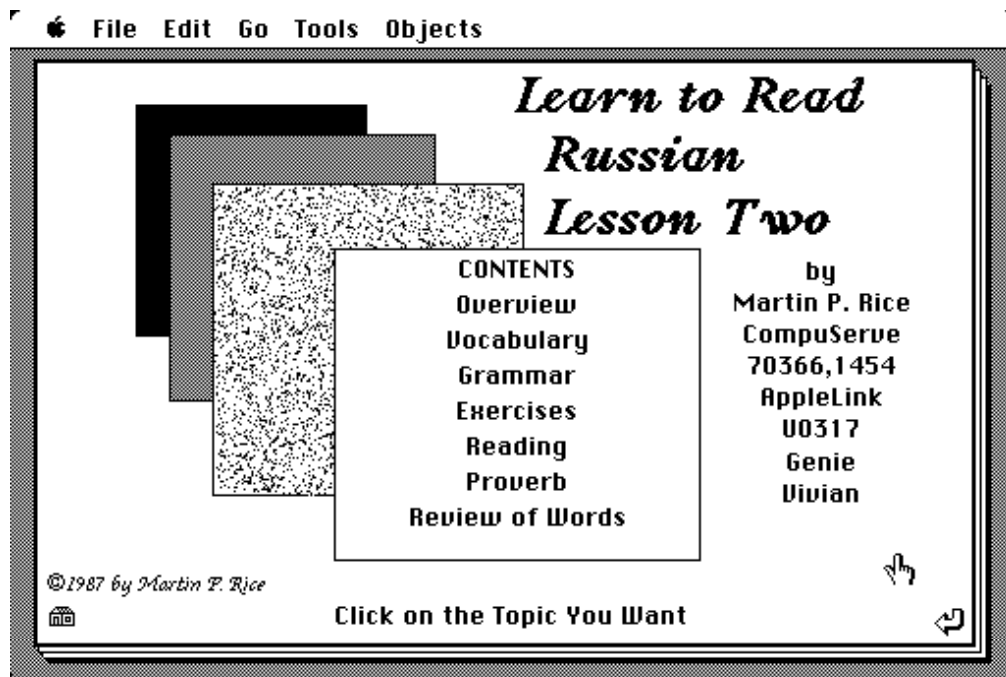 File Edit Go Tools Objects
Learn to Read
Russian
Lesson Two
CONTENTS
Overview
Vocabulary
Grammar
Exercises
Reading
Proverb
Review of Words
by
Martin P. Rice
CompuServe
70366,1454
AppleLink
U0317
Genie
Vivian
©1987 by Martin P. Rice
Click on the Topic You Want